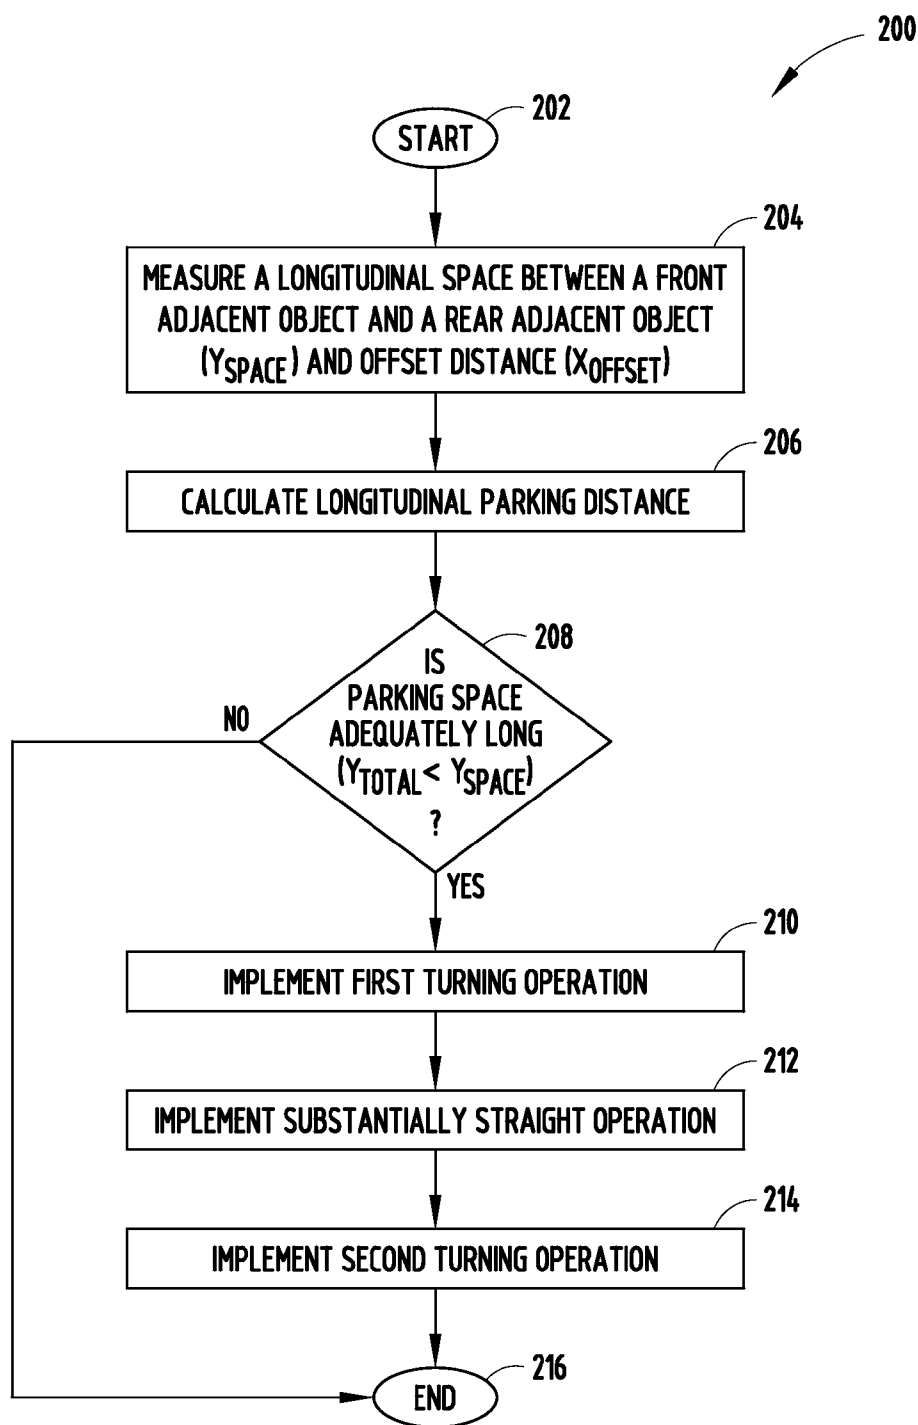 200
START
202
204
MEASURE A LONGITUDINAL SPACE BETWEEN A FRONT
ADJACENT OBJECT AND A REAR ADJACENT OBJECT
(YSPACE) AND OFFSET DISTANCE (XOFFSET)
206
CALCULATE LONGITUDINAL PARKING DISTANCE
208
IS
PARKING SPACE
ADEQUATELY LONG
(YTOTAL < YSPACE)
?
NO
YES
210
IMPLEMENT FIRST TURNING OPERATION
212
IMPLEMENT SUBSTANTIALLY STRAIGHT OPERATION
214
IMPLEMENT SECOND TURNING OPERATION
216
END